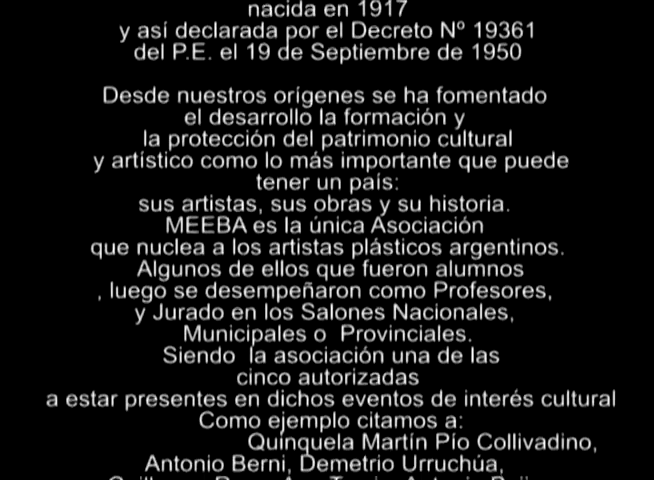 nacida en 1917
y así declarada por el Decreto Nº 19361
del P.E. el 19 de Septiembre de 1950
Desde nuestros orígenes se ha fomentado
el desarrollo la formación y
la protección del patrimonio cultural
y artístico como lo más importante que puede
tener un país:
sus artistas, sus obras y su historia.
MEEBA es la única Asociación
que nuclea a los artistas plásticos argentinos.
Algunos de ellos que fueron alumnos
, luego se desempeñaron como Profesores,
y Jurado en los Salones Nacionales,
Municipales o Provinciales.
Siendo la asociación una de las
cinco autorizadas
a estar presentes en dichos eventos de interés cultural
Como ejemplo citamos a:
Quinquela Martín Pío Collivadino,
Antonio Berni, Demetrio Urruchúa,